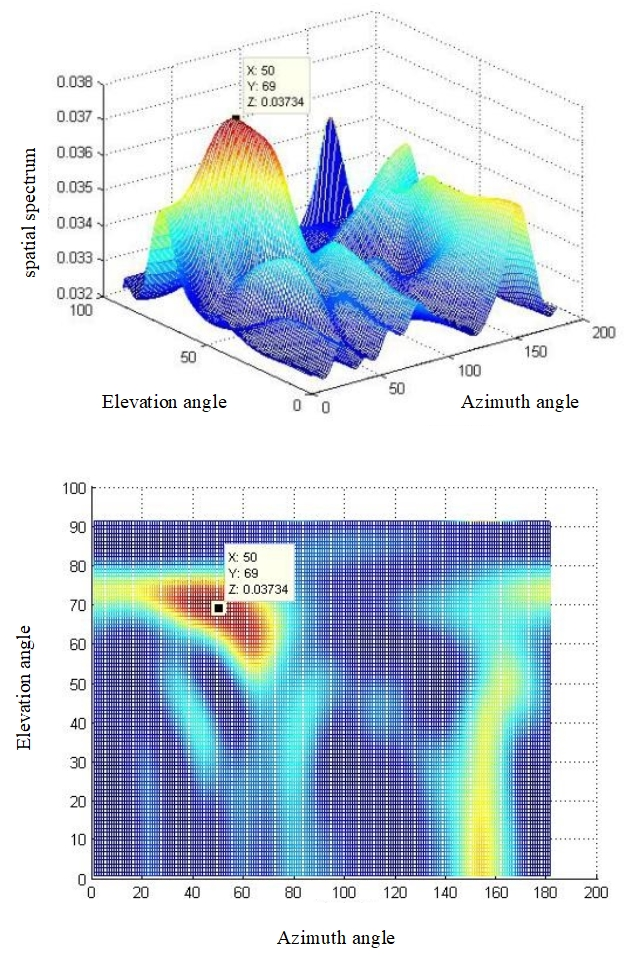 X: 50
Y: 69
Z: 0.03734
0.038
0.037
0.036
0.035
0.034
0.033
0.032
spatial spectrum
100
50
0
0
50
100
150
200
Elevation angle
Azimuth angle
100
90
80
70
60
50
40
30
20
10
0
X: 50
Y: 69
Z: 0.03734
Elevation angle
0 20 40 60 80 100 120 140 160 180 200
Azimuth angle